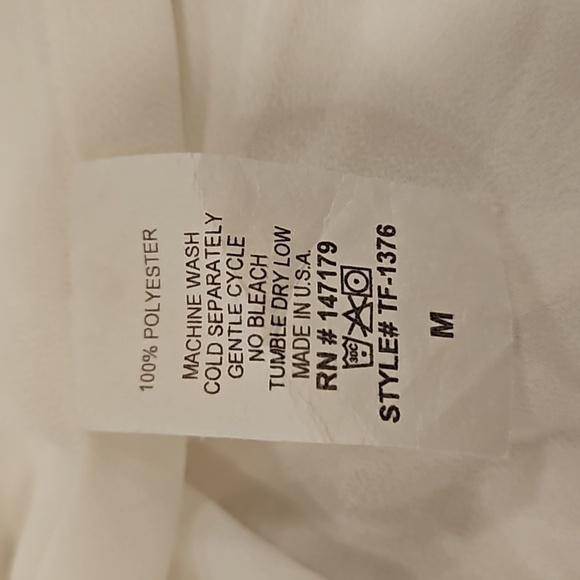 100% POLYESTER
MACHINE WASH
COLD SEPARATELY
GENTLE CYCLE
NO BLEACH
TUMBLE DRY LOW
MADE IN U.S.A.
RN # 147179
30C
STYLE# TF-1376
M